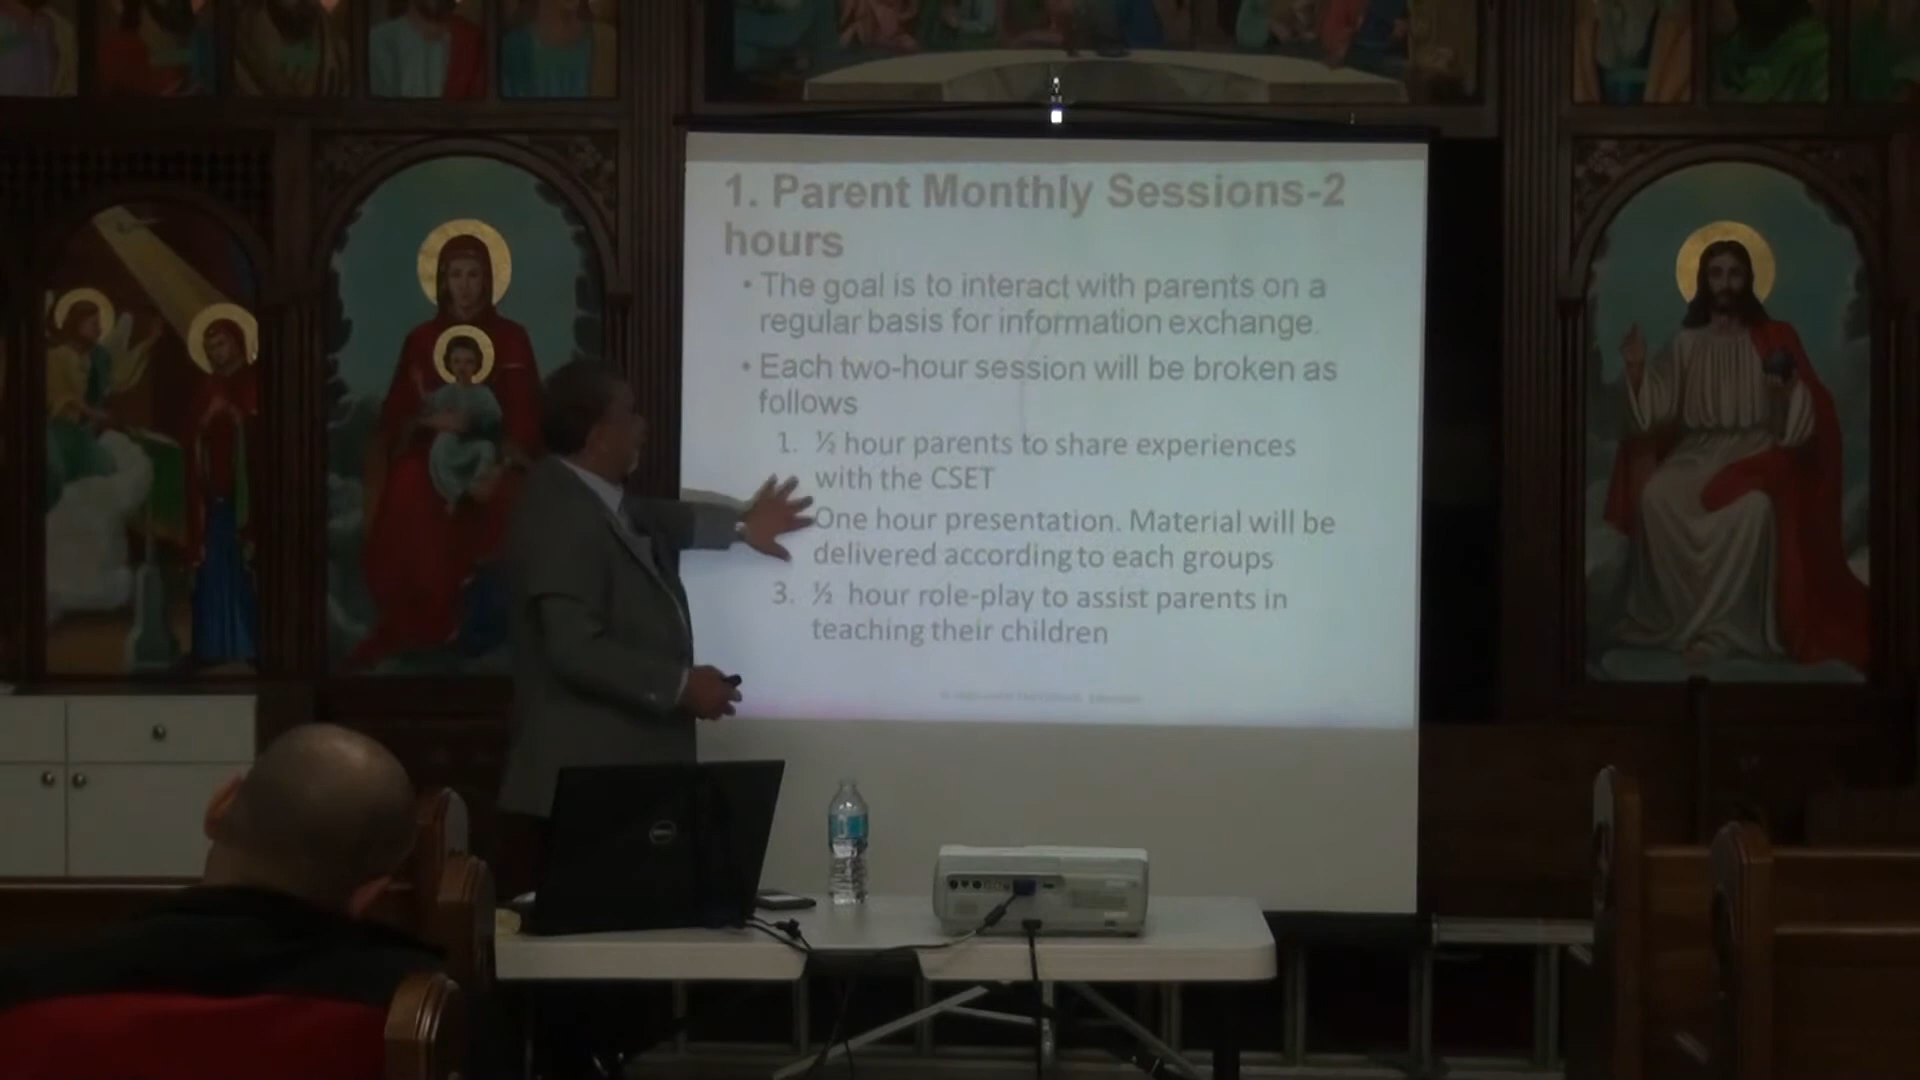 1. Parent Monthly Sessions-2
hours
• The goal is to interact with parents on a
regular basis for information exchange.
• Each two-hour session will be broken as
follows
1. ½ hour parents to share experiences
with the CSET
One hour presentation. Material will be
delivered according to each groups
3. ½ hour role-play to assist parents in
teaching their children
DELL